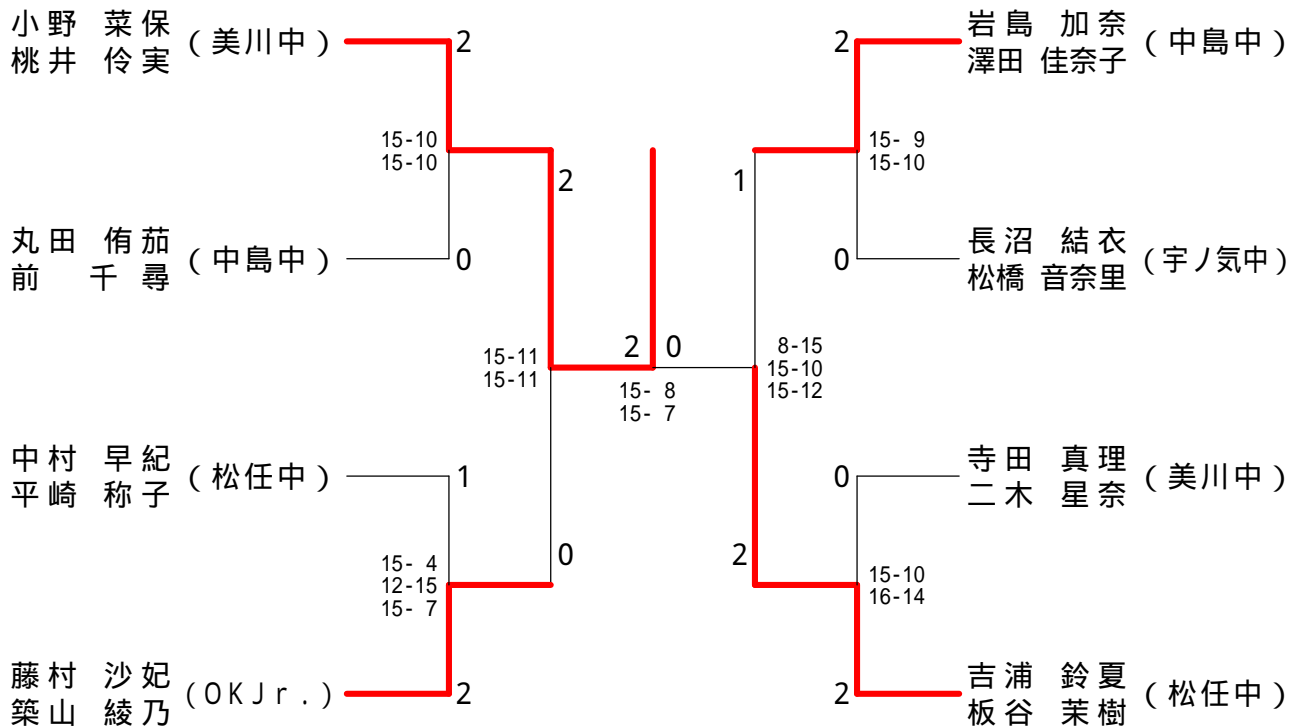 小野 菜保
桃井 伶実
(美川中)
2
15-10
15-10
2
丸田 侑茄
前 千尋
(中島中)
0
15-11
15-11
中村 早紀
平崎 称子
(松任中)
1
15- 4
12-15
15- 7
0
藤村 沙妃
築山 綾乃
(OKJr.)
2
2 0
15- 8
15- 7
岩島 加奈
澤田 佳奈子
(中島中)
2
15- 9
15-10
1
長沼 結衣
松橋 音奈里
(宇ノ気中)
0
8-15
15-10
15-12
寺田 真理
二木 星奈
(美川中)
0
2
15-10
16-14
吉浦 鈴夏
板谷 茉樹
(松任中)
2